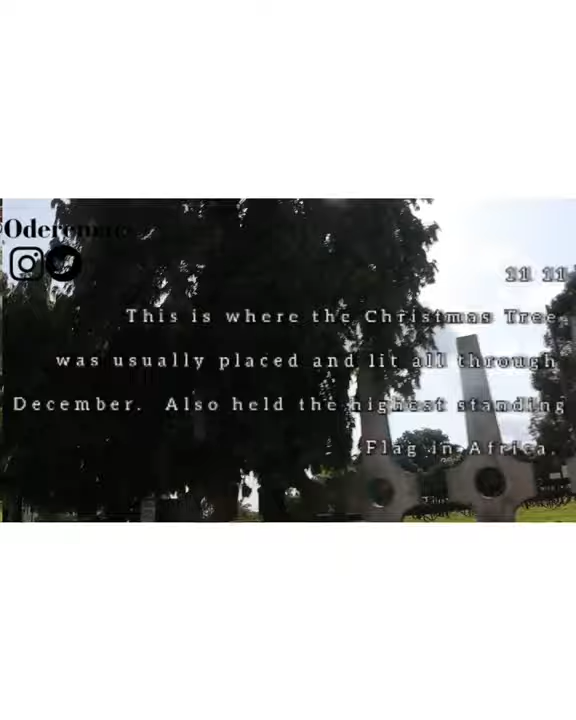 11 11
This is where the Christmas Tree
was usually placed and lit all through
December. Also held the highest standing
Flag in Africa.